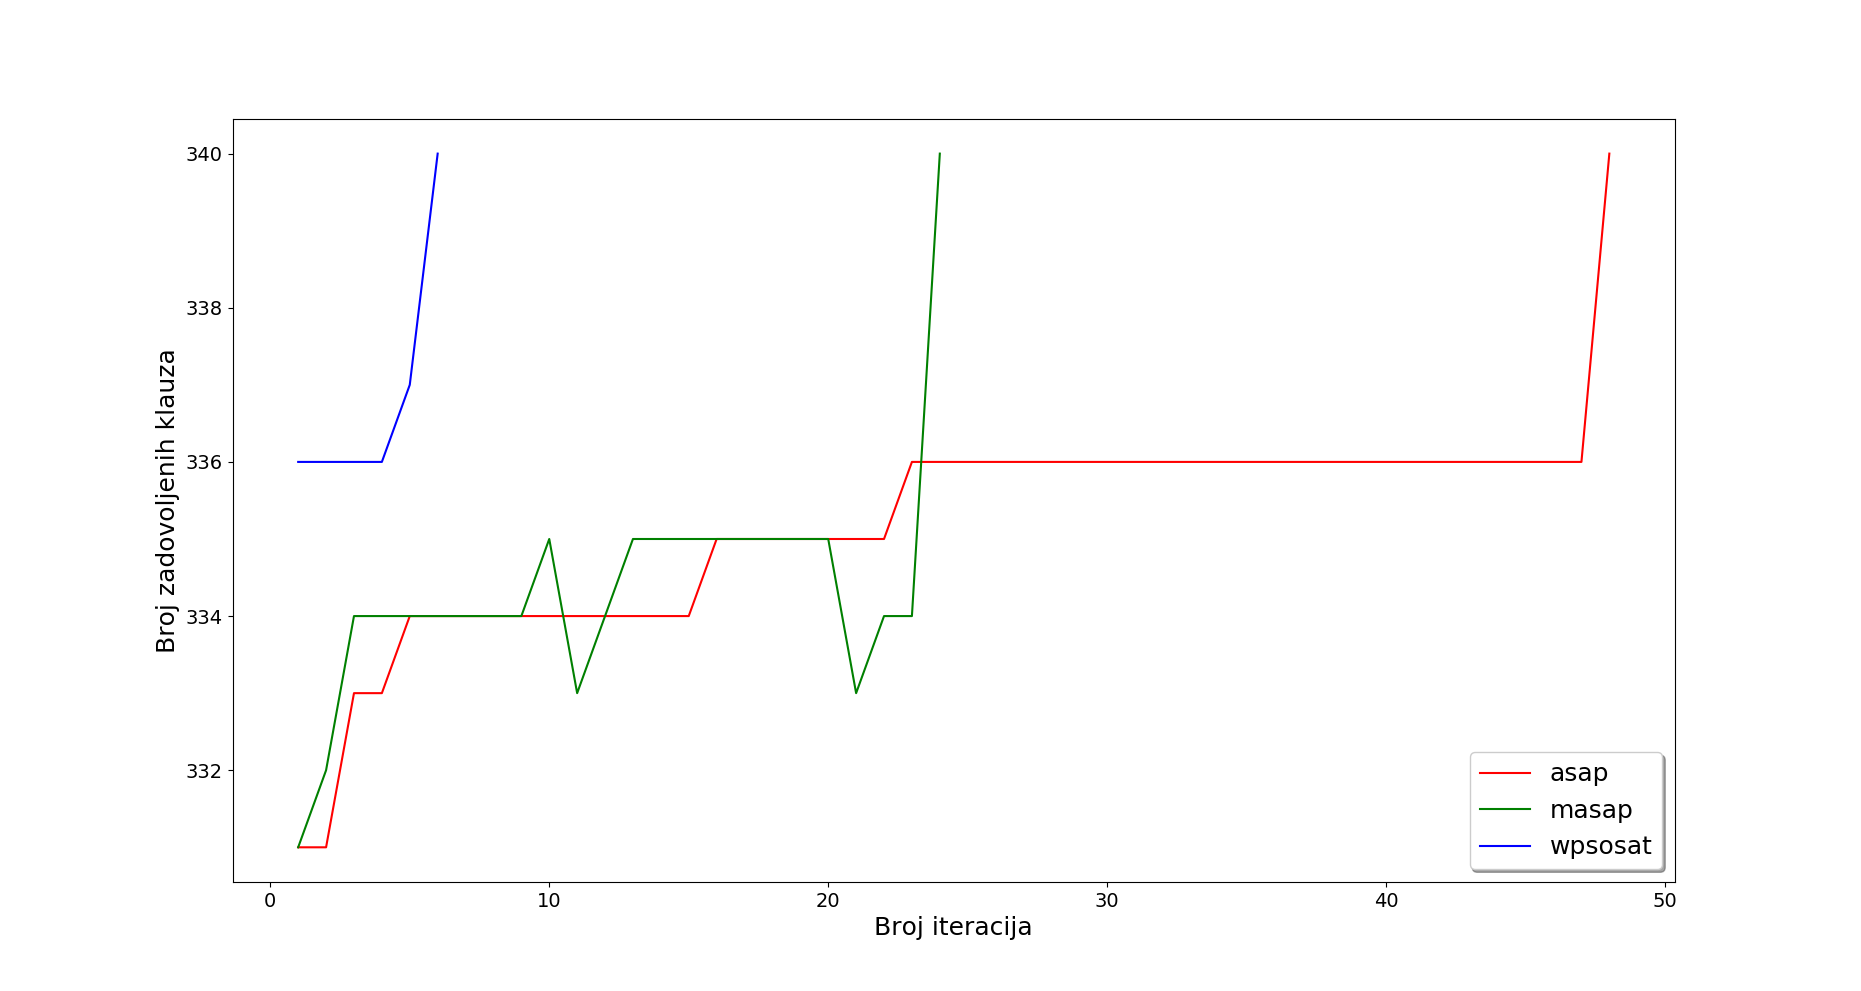 340
338
336
334
332
Broj zadovoljenih klauza
0 10 20 30 40 50
Broj iteracija
asap
masap
wpsosat